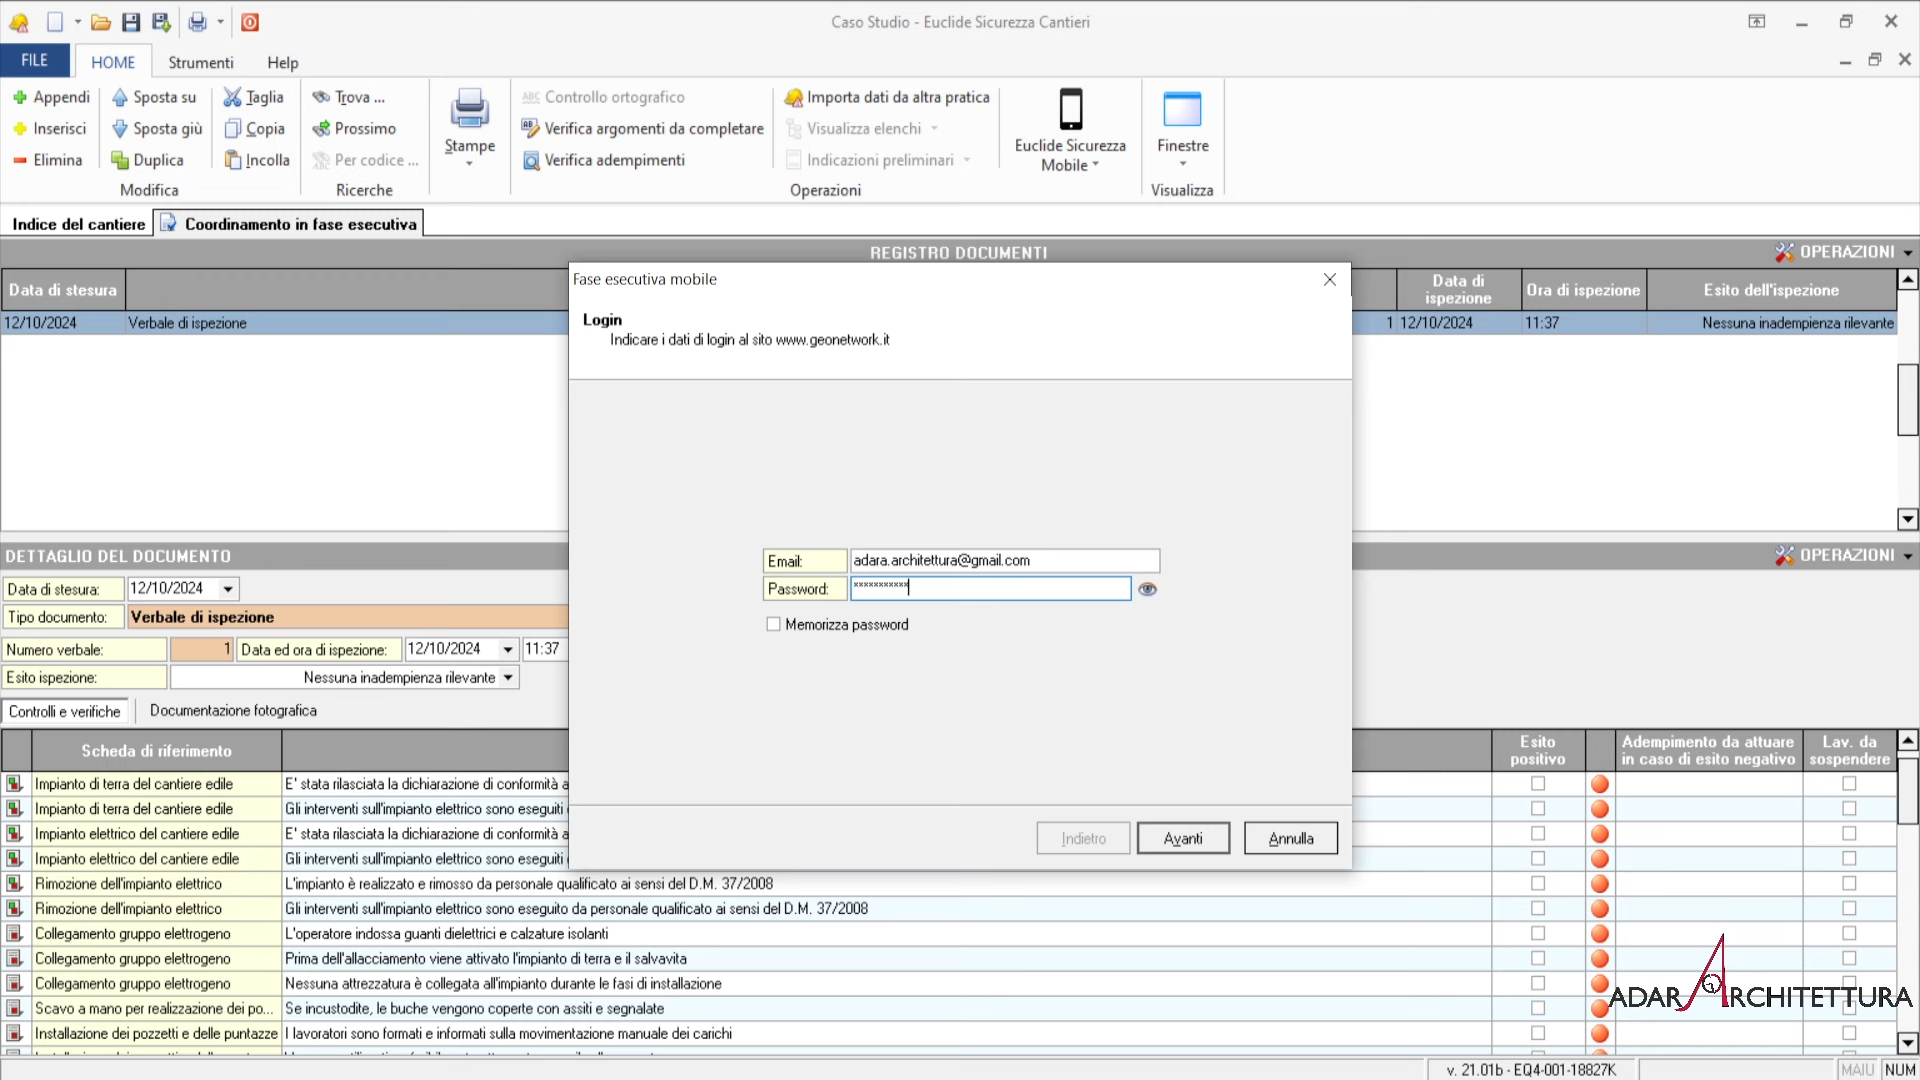 Caso Studio - Euclide Sicurezza Cantieri
FILE HOME Strumenti Help
Appendi Sposta su Taglia Trova ... Controllo ortografico Importa dati da altra pratica
Inserisci Sposta giù Copia Prossimo Verifica argomenti da completare Visualizza elenchi
Elimina Duplica Incolla Per codice ... Verifica adempimenti Indicazioni preliminari
Stampe
Euclide Sicurezza
Mobile
Finestre
Modifica Ricerche Operazioni Visualizza
Indice del cantiere Coordinamento in fase esecutiva
REGISTRO DOCUMENTI OPERAZIONI
Data di stesura Data di
ispezione Ora di ispezione Esito dell'ispezione
12/10/2024 Verbale di ispezione 1 12/10/2024 11:37 Nessuna inadempienza rilevante
Fase esecutiva mobile
Login
Indicare i dati di login al sito www.geonetwork.it
Email: adara.architettura@gmail.com
Password: ***********
Memorizza password
Indietro Avanti Annulla
DETTAGLIO DEL DOCUMENTO OPERAZIONI
Data di stesura: 12/10/2024
Tipo documento: Verbale di ispezione
Numero verbale: 1 Data ed ora di ispezione: 12/10/2024 11:37
Esito ispezione: Nessuna inadempienza rilevante
Controlli e verifiche Documentazione fotografica
Scheda di riferimento Esito
positivo Adempimento da attuare
in caso di esito negativo Lav. da
sospendere
Impianto di terra del cantiere edile E' stata rilasciata la dichiarazione di conformità a
Impianto di terra del cantiere edile Gli interventi sull'impianto elettrico sono eseguiti
Impianto elettrico del cantiere edile E' stata rilasciata la dichiarazione di conformità a
Impianto elettrico del cantiere edile Gli interventi sull'impianto elettrico sono eseguiti
Rimozione dell'impianto elettrico L'impianto è realizzato e rimosso da personale qualificato ai sensi del D.M. 37/2008
Rimozione dell'impianto elettrico Gli interventi sull'impianto elettrico sono eseguito da personale qualificato ai sensi del D.M. 37/2008
Collegamento gruppo elettrogeno L'operatore indossa guanti dielettrici e calzature isolanti
Collegamento gruppo elettrogeno Prima dell'allacciamento viene attivato l'impianto di terra e il salvavita
Collegamento gruppo elettrogeno Nessuna attrezzatura è collegata all'impianto durante le fasi di installazione
Scavo a mano per realizzazione dei po... Se incustodite, le buche vengono coperte con assiti e segnalate
Installazione dei pozzetti e delle puntazze I lavoratori sono formati e informati sulla movimentazione manuale dei carichi
ADARARCHITETTURA
v. 21.01b - EQ4-001-18827K MAIU NUM